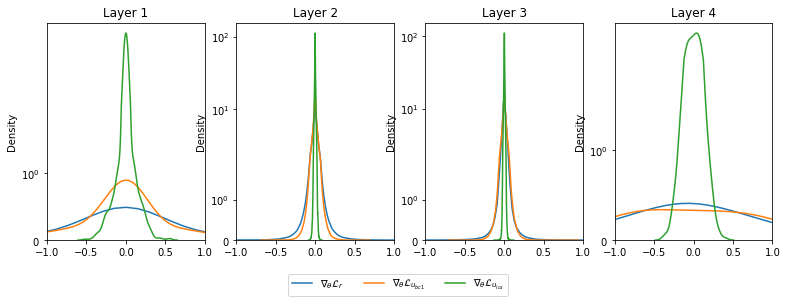 Layer 1 Layer 2 Layer 3 Layer 4
Density Density Density Density
10² 10²
10¹ 10¹
10⁰ 10⁰ 10⁰ 10⁰
0 0 0 0
−1.0 −0.5 0.0 0.5 1.0 −1.0 −0.5 0.0 0.5 1.0 −1.0 −0.5 0.0 0.5 1.0 −1.0 −0.5 0.0 0.5 1.0
∇θℒr ∇θℒu_bc1 ∇θℒu_ics